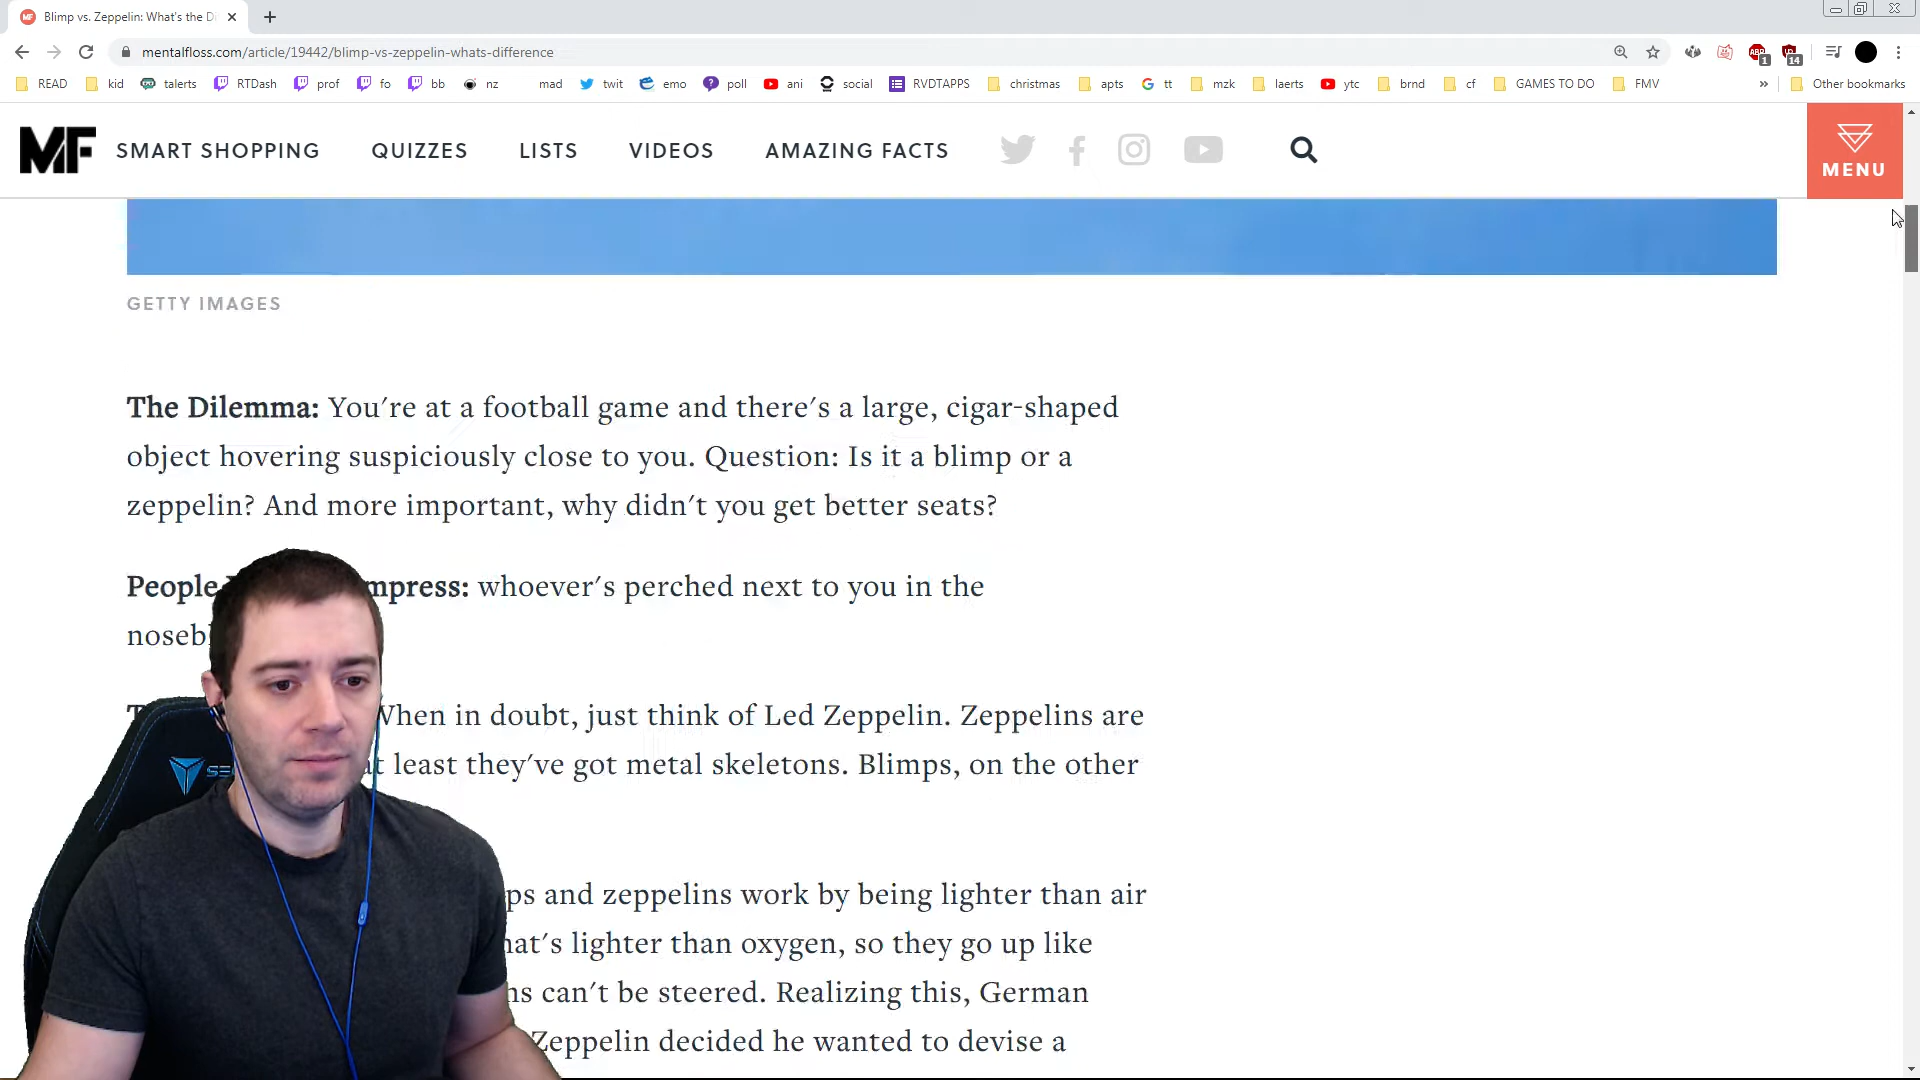 Blimp vs. Zeppelin: What's the Di
mentalfloss.com/article/19442/blimp-vs-zeppelin-whats-difference
1
14
READ kid talerts RTDash prof fo bb nz mad twit emo poll ani social RVDTAPPS christmas apts tt mzk laerts ytc brnd cf GAMES TO DO FMV » Other bookmarks
MF SMART SHOPPING QUIZZES LISTS VIDEOS AMAZING FACTS
MENU
GETTY IMAGES
The Dilemma: You're at a football game and there's a large, cigar-shaped
object hovering suspiciously close to you. Question: Is it a blimp or a
zeppelin? And more important, why didn't you get better seats?
People mpress: whoever's perched next to you in the
noseb
When in doubt, just think of Led Zeppelin. Zeppelins are
at least they've got metal skeletons. Blimps, on the other
ps and zeppelins work by being lighter than air
hat's lighter than oxygen, so they go up like
ns can't be steered. Realizing this, German
Zeppelin decided he wanted to devise a